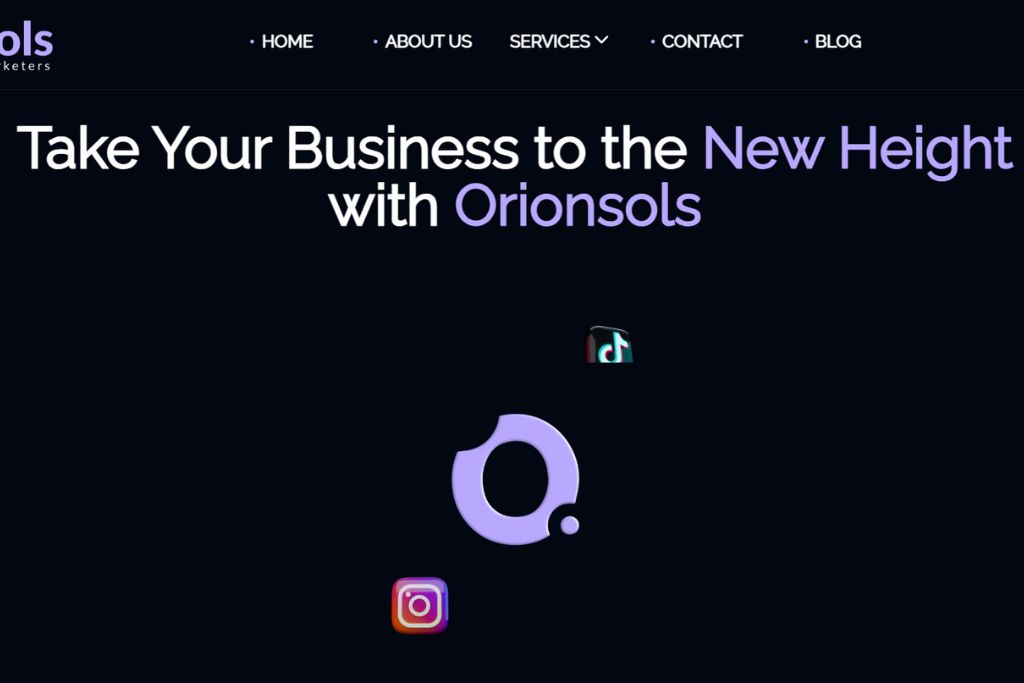 ols
keters
HOME
ABOUT US
SERVICES
CONTACT
BLOG
Take Your Business to the New Height
with Orionsols